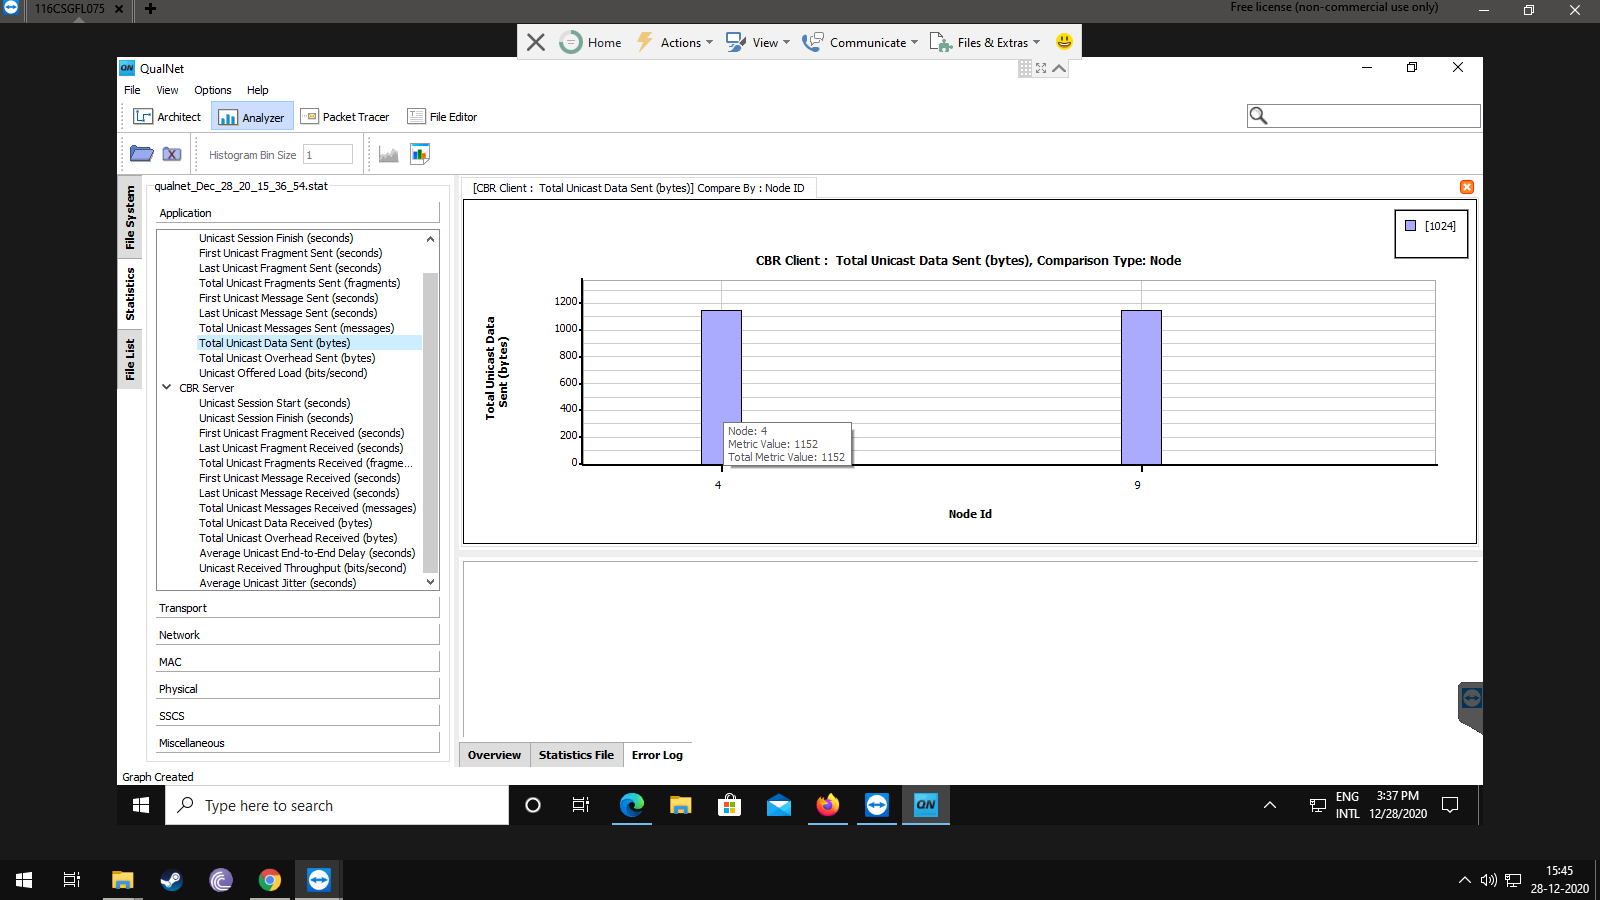 116CSGFL075
Free license (non-commercial use only)
Home
Actions
View
Communicate
Files & Extras
QN
QualNet
File
View
Options
Help
Architect
Analyzer
Packet Tracer
File Editor
Histogram Bin Size
1
File System
Statistics
File List
qualnet_Dec_28_20_15_36_54.stat
Application
Unicast Session Finish (seconds)
First Unicast Fragment Sent (seconds)
Last Unicast Fragment Sent (seconds)
Total Unicast Fragments Sent (fragments)
First Unicast Message Sent (seconds)
Last Unicast Message Sent (seconds)
Total Unicast Messages Sent (messages)
Total Unicast Data Sent (bytes)
Total Unicast Overhead Sent (bytes)
Unicast Offered Load (bits/second)
CBR Server
Unicast Session Start (seconds)
Unicast Session Finish (seconds)
First Unicast Fragment Received (seconds)
Last Unicast Fragment Received (seconds)
Total Unicast Fragments Received (fragme...
First Unicast Message Received (seconds)
Last Unicast Message Received (seconds)
Total Unicast Messages Received (messages)
Total Unicast Data Received (bytes)
Total Unicast Overhead Received (bytes)
Average Unicast End-to-End Delay (seconds)
Unicast Received Throughput (bits/second)
Average Unicast Jitter (seconds)
Transport
Network
MAC
Physical
SSCS
Miscellaneous
Graph Created
[CBR Client : Total Unicast Data Sent (bytes)] Compare By : Node ID
[1024]
CBR Client : Total Unicast Data Sent (bytes), Comparison Type: Node
Total Unicast Data
Sent (bytes)
1200
1000
800
600
400
200
0
Node: 4
Metric Value: 1152
Total Metric Value: 1152
4
9
Node Id
Overview
Statistics File
Error Log
Type here to search
QN
ENG
INTL
3:37 PM
12/28/2020
15:45
28-12-2020